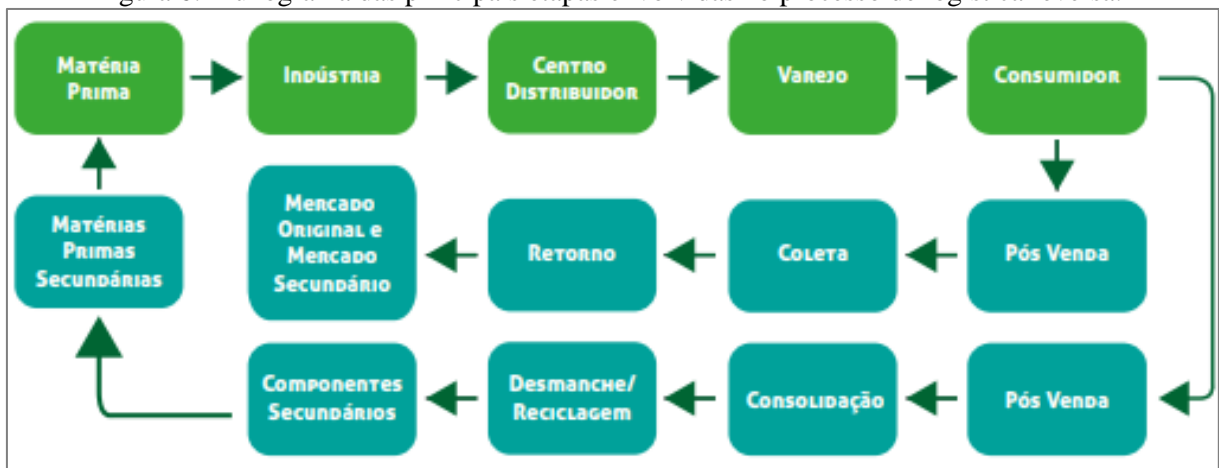 Matéria
Prima
Indústria
Centro
Distribuidor
Varejo
Consumidor
Matérias
Primas
Secundárias
Mercado
Original e
Mercado
Secundário
Retorno
Coleta
Pós Venda
Componentes
Secundários
Desmanche/
Reciclagem
Consolidação
Pós Venda